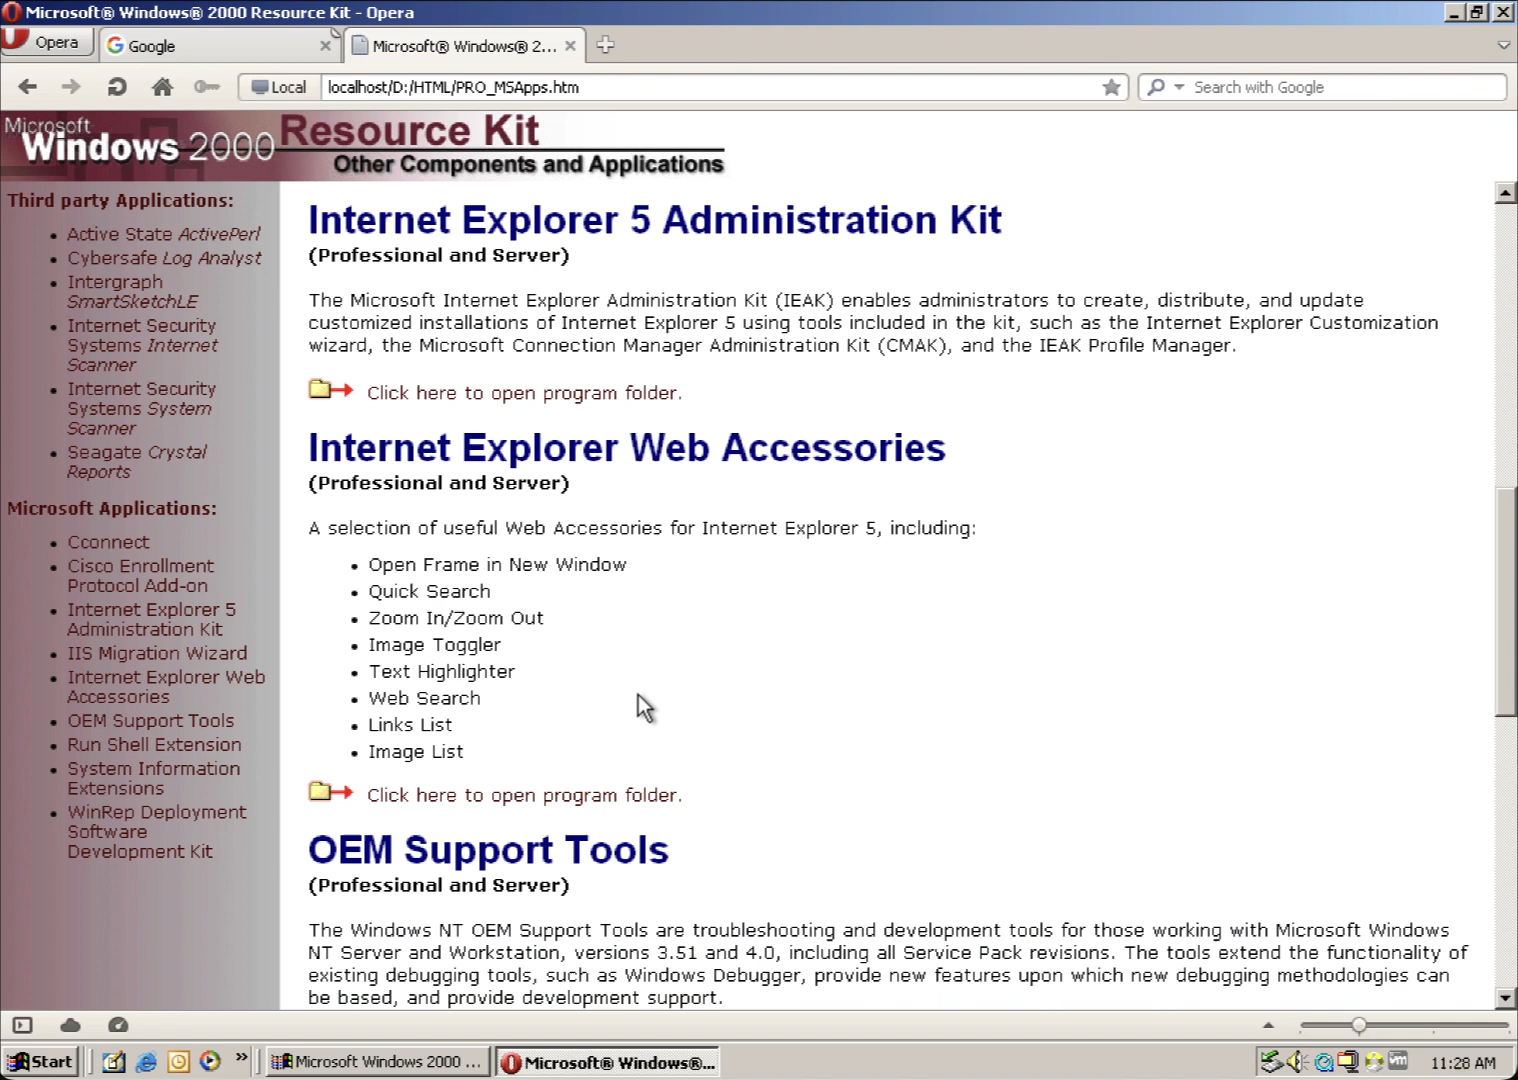 Microsoft® Windows® 2000 Resource Kit - Opera
Opera
Google
Microsoft® Windows® 2...
Local
localhost/D:/HTML/PRO_MSApps.htm
Search with Google
Microsoft
Windows 2000
Resource Kit
Other Components and Applications
Third party Applications:
Active State ActivePerl
Cybersafe Log Analyst
Intergraph
SmartSketchLE
Internet Security
Systems Internet
Scanner
Internet Security
Systems System
Scanner
Seagate Crystal
Reports
Microsoft Applications:
Cconnect
Cisco Enrollment
Protocol Add-on
Internet Explorer 5
Administration Kit
IIS Migration Wizard
Internet Explorer Web
Accessories
OEM Support Tools
Run Shell Extension
System Information
Extensions
WinRep Deployment
Software
Development Kit
Internet Explorer 5 Administration Kit
(Professional and Server)
The Microsoft Internet Explorer Administration Kit (IEAK) enables administrators to create, distribute, and update
customized installations of Internet Explorer 5 using tools included in the kit, such as the Internet Explorer Customization
wizard, the Microsoft Connection Manager Administration Kit (CMAK), and the IEAK Profile Manager.
Click here to open program folder.
Internet Explorer Web Accessories
(Professional and Server)
A selection of useful Web Accessories for Internet Explorer 5, including:
Open Frame in New Window
Quick Search
Zoom In/Zoom Out
Image Toggler
Text Highlighter
Web Search
Links List
Image List
Click here to open program folder.
OEM Support Tools
(Professional and Server)
The Windows NT OEM Support Tools are troubleshooting and development tools for those working with Microsoft Windows
NT Server and Workstation, versions 3.51 and 4.0, including all Service Pack revisions. The tools extend the functionality of
existing debugging tools, such as Windows Debugger, provide new features upon which new debugging methodologies can
be based, and provide development support.
Start
Microsoft Windows 2000 ...
Microsoft® Windows®...
vm
11:28 AM